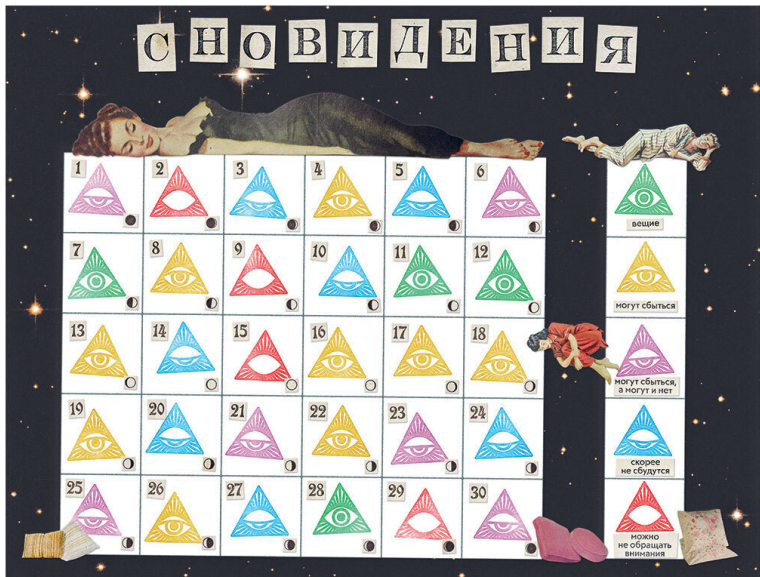 СНОВИДЕНИЯ
1 2 3 4 5 6
7 8 9 10 11 12
13 14 15 16 17 18
19 20 21 22 23 24
25 26 27 28 29 30
вещие
могут сбыться
могут сбыться,
а могут и нет
скорее
не сбудутся
можно
не обращать
внимания